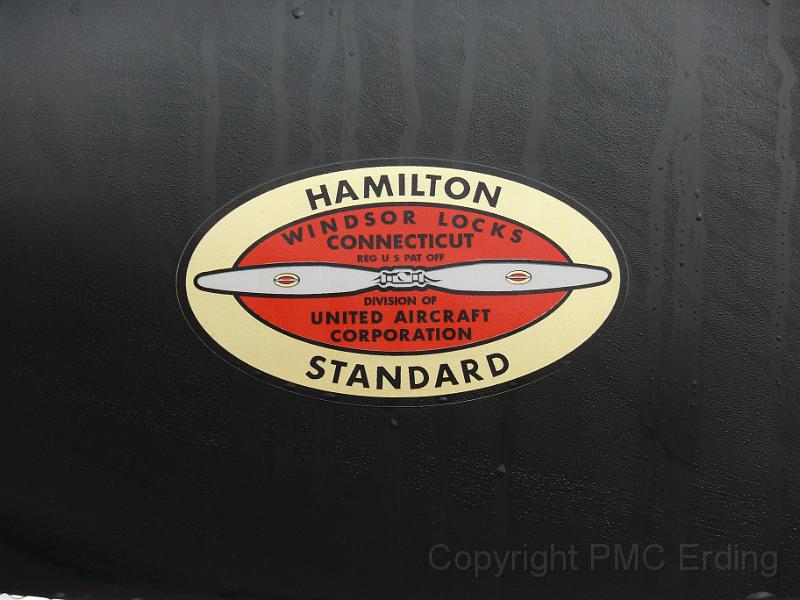 HAMILTON
WINDSOR LOCKS
CONNECTICUT
REG U S PAT OFF
DIVISION OF
UNITED AIRCRAFT
CORPORATION
STANDARD
Copyright PMC Erding